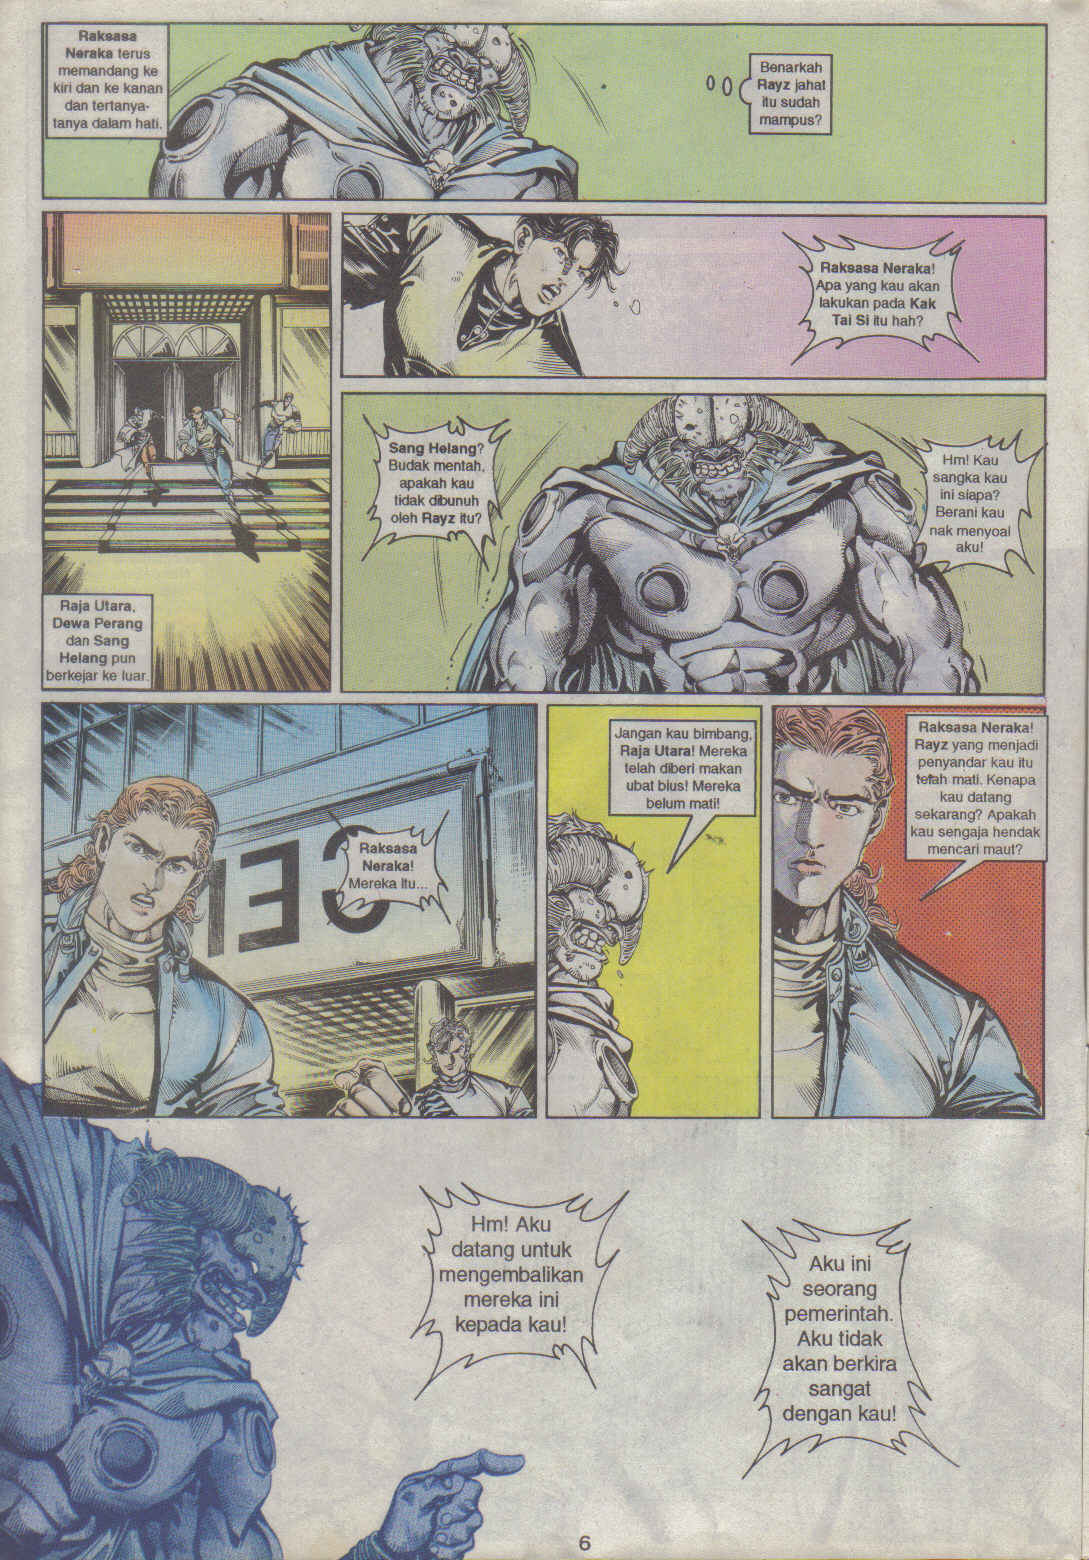 Raksasa
Neraka terus
memandang ke
kiri dan ke kanan
dan tertanya-
tanya dalam hati.
Benarkah
Rayz jahat
itu sudah
mampus?
Raja Utara,
Dewa Perang
dan Sang
Helang pun
berkejar ke luar.
Raksasa Neraka!
Apa yang kau akan
lakukan pada Kak
Tai Si itu hah?
Sang Helang?
Budak mentah,
apakah kau
tidak dibunuh
oleh Rayz itu?
Hm! Kau
sangka kau
ini siapa?
Berani kau
nak menyoal
aku!
Raksasa
Neraka!
Mereka itu...
Jangan kau bimbang,
Raja Utara! Mereka
telah diberi makan
ubat bius! Mereka
belum mati!
Raksasa Neraka!
Rayz yang menjadi
penyandar kau itu
telah mati. Kenapa
kau datang
sekarang? Apakah
kau sengaja hendak
mencari maut?
Hm! Aku
datang untuk
mengembalikan
mereka ini
kepada kau!
Aku ini
seorang
pemerintah.
Aku tidak
akan berkira
sangat
dengan kau!
6